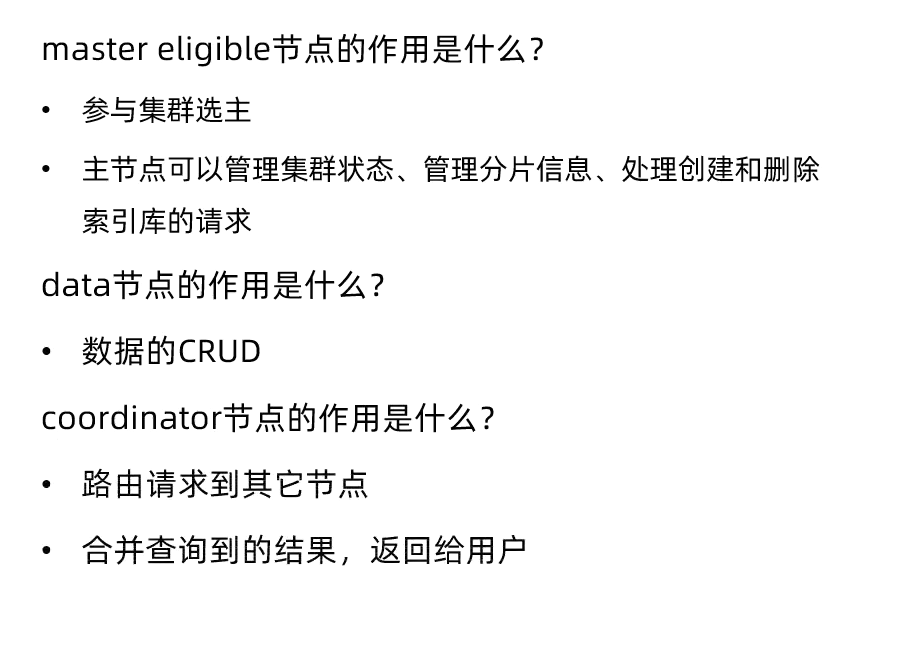 master eligible节点的作用是什么？
• 参与集群选主
• 主节点可以管理集群状态、管理分片信息、处理创建和删除
索引库的请求
data节点的作用是什么？
• 数据的CRUD
coordinator节点的作用是什么？
• 路由请求到其它节点
• 合并查询到的结果，返回给用户